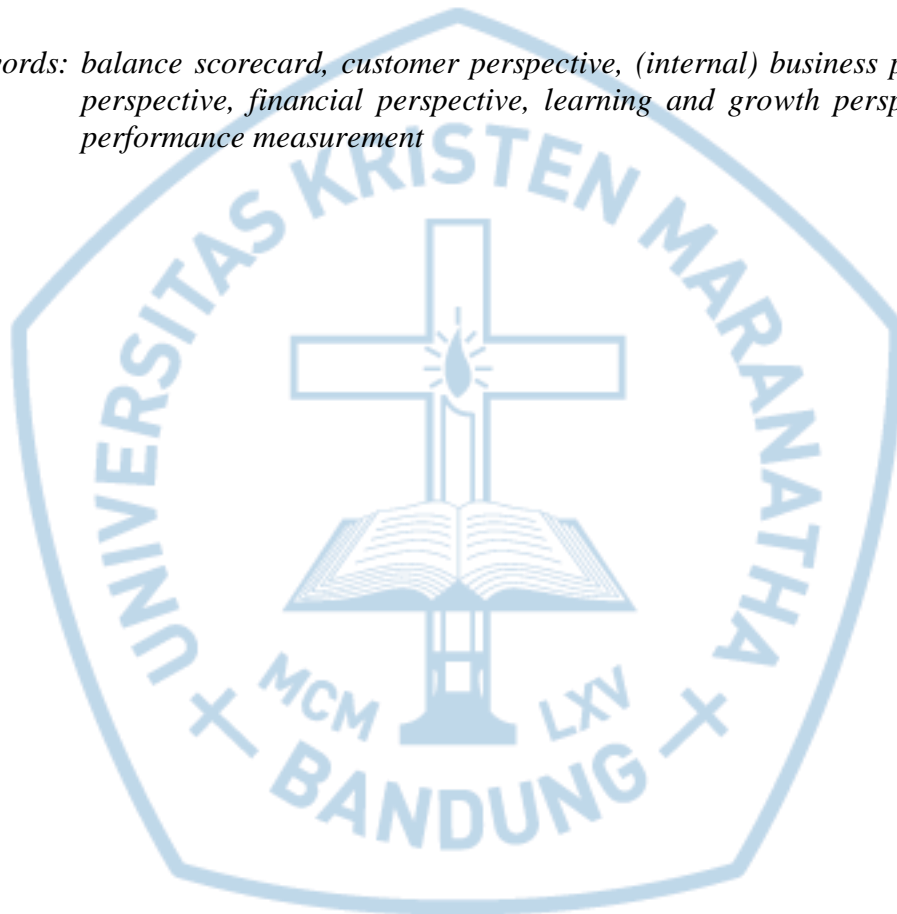 ords: balance scorecard, customer perspective, (internal) business p
perspective, financial perspective, learning and growth persp
performance measurement
UNIVERSITAS KRISTEN MARANATHA
MCM LXV
BANDUNG